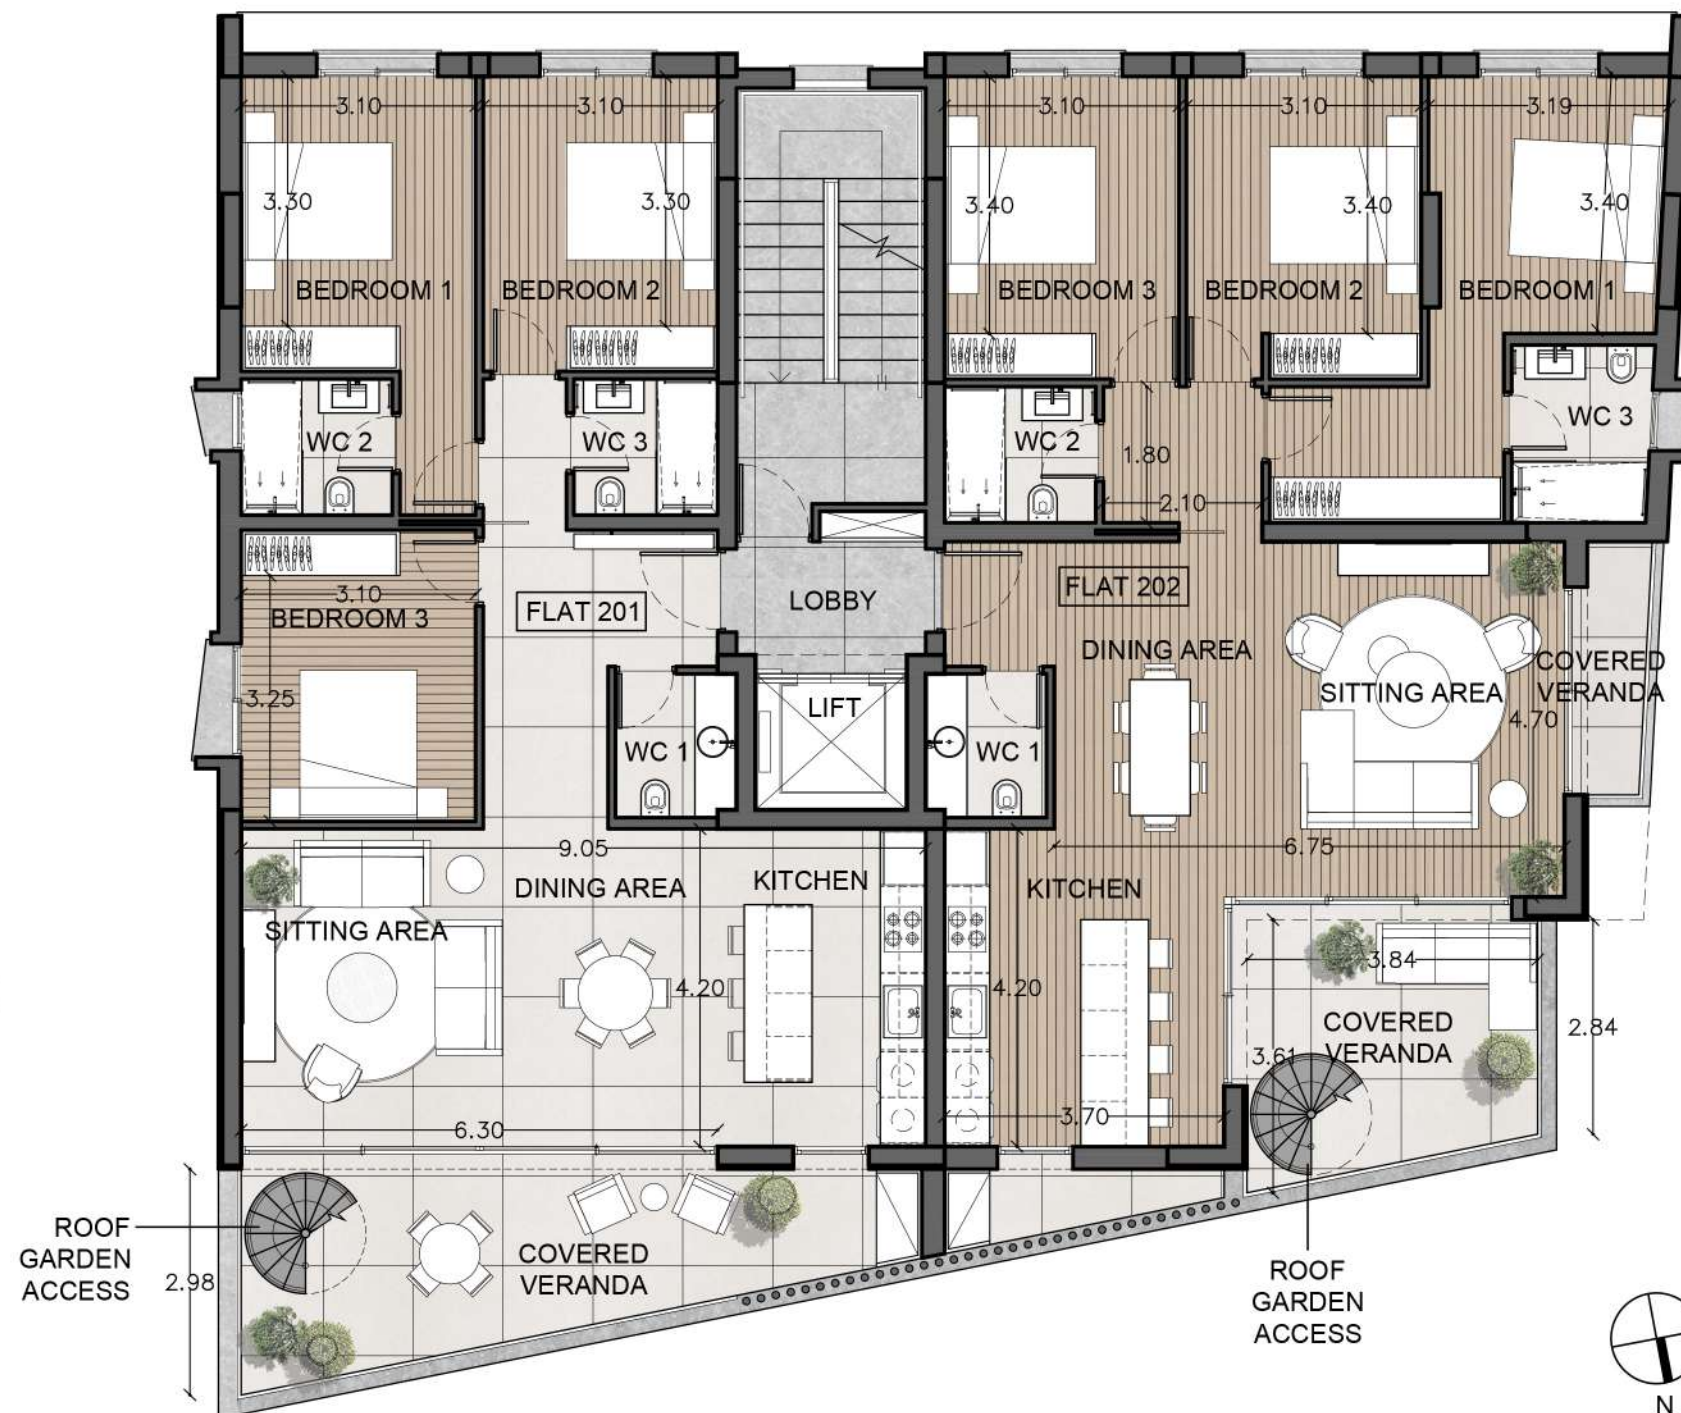 3.10
3.10
3.10
3.10
3.19
3.30
3.30
3.40
3.40
3.40
BEDROOM 1
BEDROOM 2
BEDROOM 3
BEDROOM 2
BEDROOM 1
WC 2
WC 3
WC 2
1.80
WC 3
2.10
3.10
BEDROOM 3
FLAT 201
LOBBY
FLAT 202
DINING AREA
SITTING AREA
COVERED
VERANDA
3.25
LIFT
4.70
WC 1
WC 1
9.05
6.75
DINING AREA
KITCHEN
KITCHEN
SITTING AREA
3.84
4.20
4.20
COVERED
VERANDA
2.84
3.61
6.30
3.70
ROOF
GARDEN
ACCESS
2.98
COVERED
VERANDA
ROOF
GARDEN
ACCESS
N